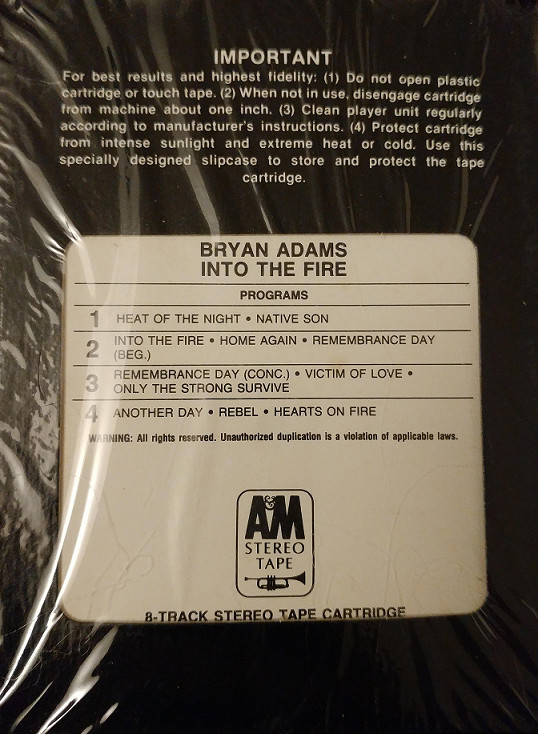 IMPORTANT
For best results and highest fidelity: (1) Do not open plastic
cartridge or touch tape. (2) When not in use, disengage cartridge
from machine about one inch. (3) Clean player unit regularly
according to manufacturer's instructions. (4) Protect cartridge
from intense sunlight and extreme heat or cold. Use this
specially designed slipcase to store and protect the tape
cartridge.
BRYAN ADAMS
INTO THE FIRE
PROGRAMS
1 HEAT OF THE NIGHT • NATIVE SON
2 INTO THE FIRE • HOME AGAIN • REMEMBRANCE DAY
(BEG.)
3 REMEMBRANCE DAY (CONC.) • VICTIM OF LOVE •
ONLY THE STRONG SURVIVE
4 ANOTHER DAY • REBEL • HEARTS ON FIRE
WARNING: All rights reserved. Unauthorized duplication is a violation of applicable laws.
A&M
STEREO
TAPE
8-TRACK STEREO TAPE CARTRIDGE